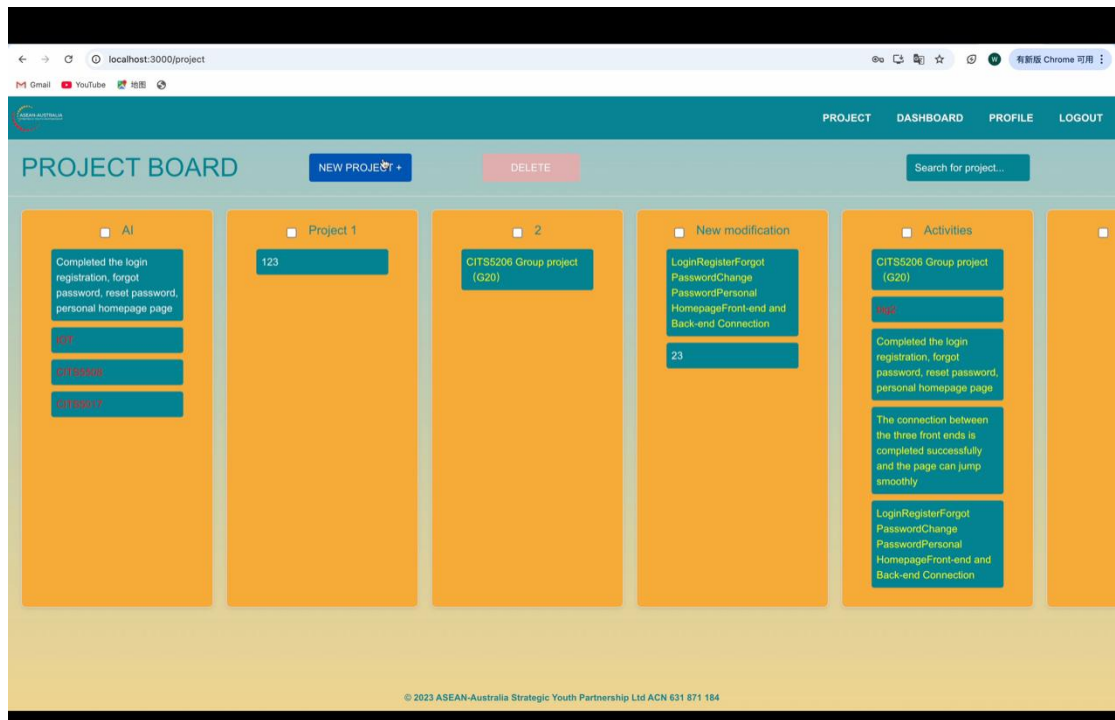 localhost:3000/project
有新版 Chrome 可用
Gmail YouTube 地图
ASEAN-AUSTRALIA
PROJECT DASHBOARD PROFILE LOGOUT
PROJECT BOARD NEW PROJECT + DELETE Search for project...
AI
Completed the login
registration, forgot
password, reset password,
personal homepage page
IOT
CITS5506
CITS5017
Project 1
123
2
CITS5206 Group project
（G20）
New modification
LoginRegisterForgot
PasswordChange
PasswordPersonal
HomepageFront-end and
Back-end Connection
23
Activities
CITS5206 Group project
（G20）
Completed the login
registration, forgot
password, reset password,
personal homepage page
The connection between
the three front ends is
completed successfully
and the page can jump
smoothly
LoginRegisterForgot
PasswordChange
PasswordPersonal
HomepageFront-end and
Back-end Connection
© 2023 ASEAN-Australia Strategic Youth Partnership Ltd ACN 631 871 184